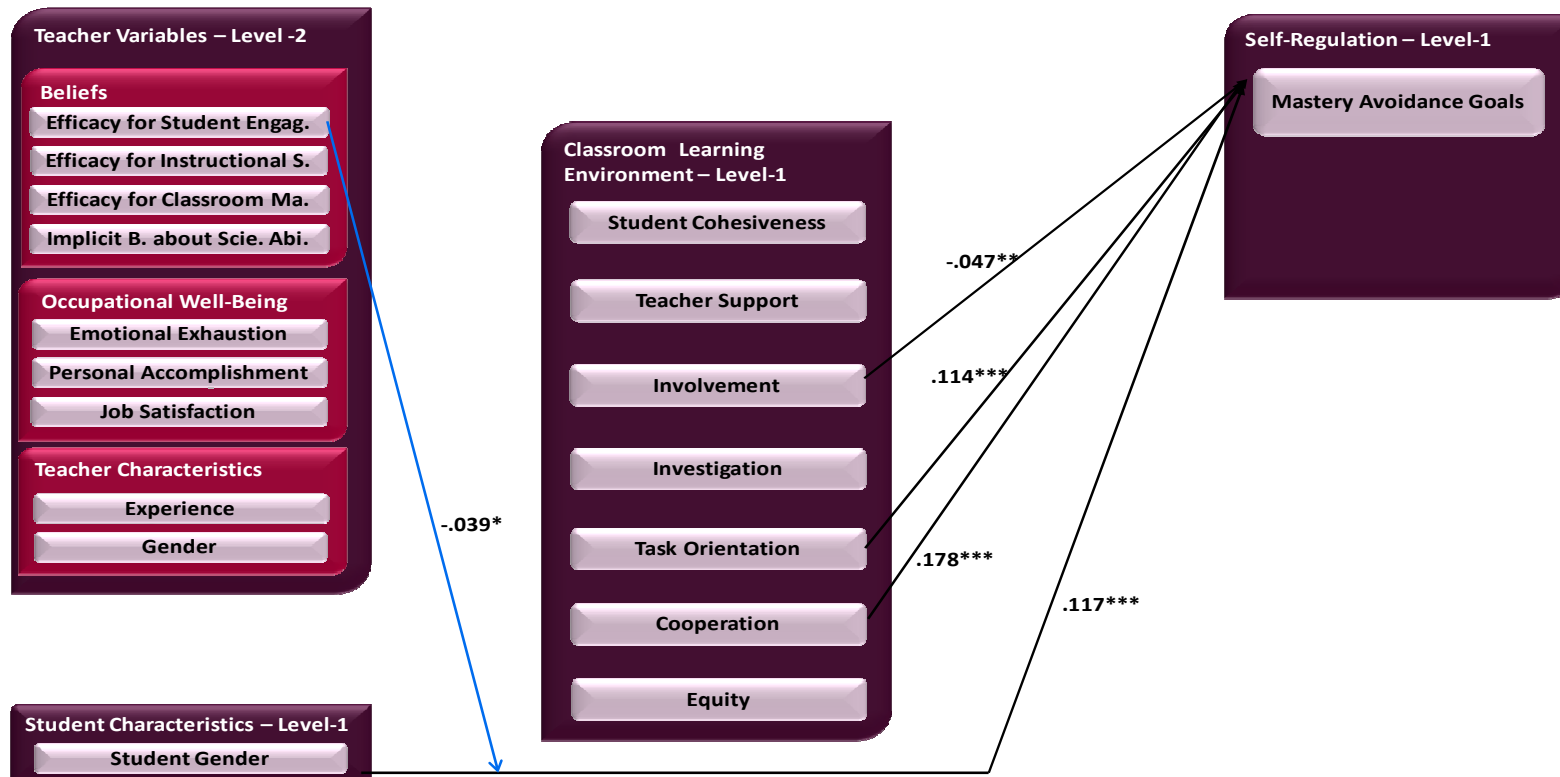 Teacher Variables – Level -2
Beliefs
Efficacy for Student Engag.
Efficacy for Instructional S.
Efficacy for Classroom Ma.
Implicit B. about Scie. Abi.
Occupational Well-Being
Emotional Exhaustion
Personal Accomplishment
Job Satisfaction
Teacher Characteristics
Experience
Gender
Student Characteristics – Level-1
Student Gender
-.039*
Classroom Learning
Environment – Level-1
Student Cohesiveness
Teacher Support
Involvement
Investigation
Task Orientation
Cooperation
Equity
-.047**
.114***
.178***
.117***
Self-Regulation – Level-1
Mastery Avoidance Goals